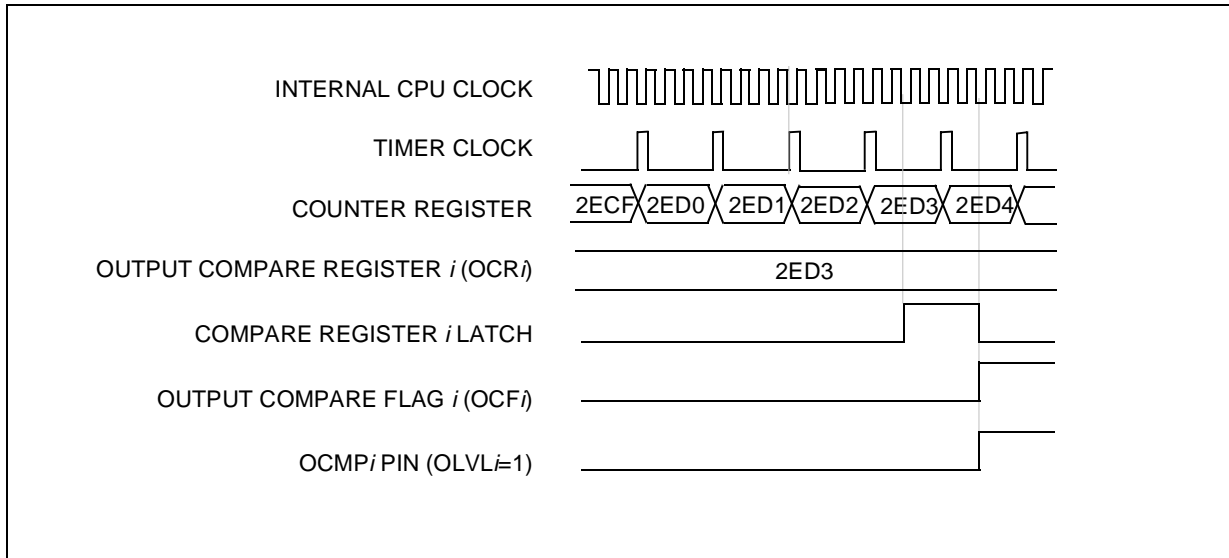 INTERNAL CPU CLOCK
TIMER CLOCK
COUNTER REGISTER 2ECF 2ED0 2ED1 2ED2 2ED3 2ED4
OUTPUT COMPARE REGISTER i (OCRi) 2ED3
COMPARE REGISTER i LATCH
OUTPUT COMPARE FLAG i (OCFi)
OCMPi PIN (OLVLi=1)